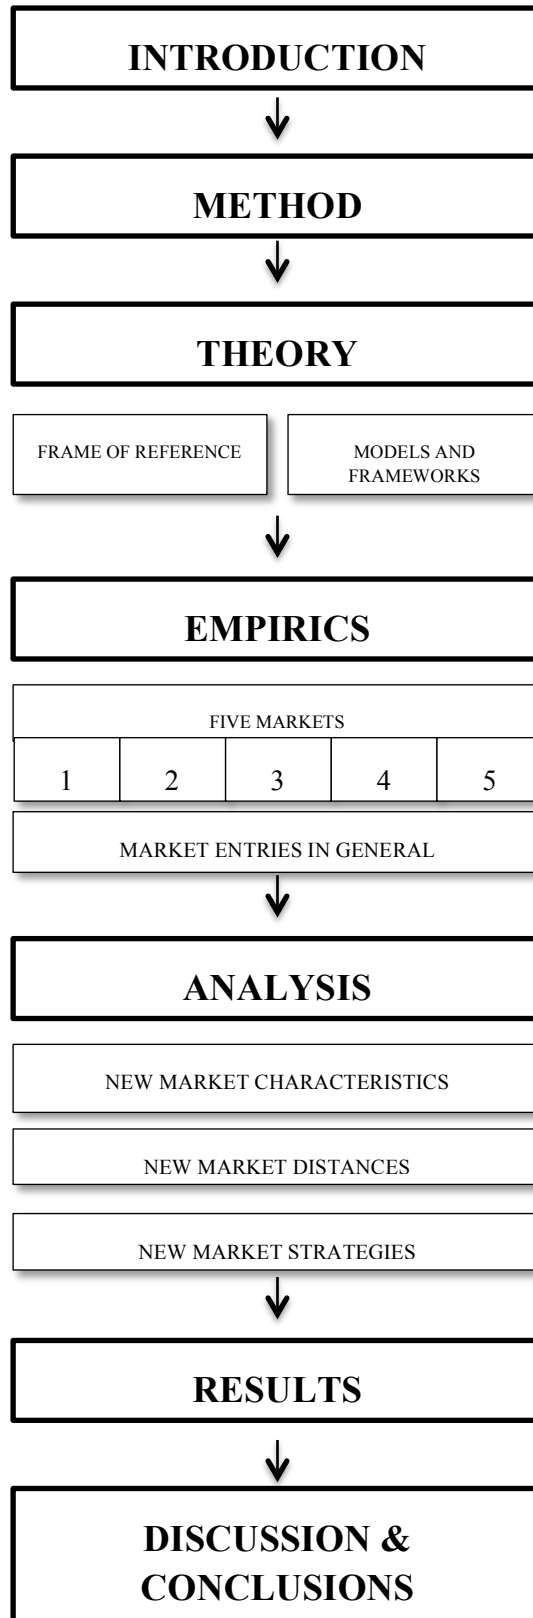 INTRODUCTION
METHOD
THEORY
FRAME OF REFERENCE
MODELS AND
FRAMEWORKS
EMPIRICS
FIVE MARKETS
1 2 3 4 5
MARKET ENTRIES IN GENERAL
ANALYSIS
NEW MARKET CHARACTERISTICS
NEW MARKET DISTANCES
NEW MARKET STRATEGIES
RESULTS
DISCUSSION &
CONCLUSIONS